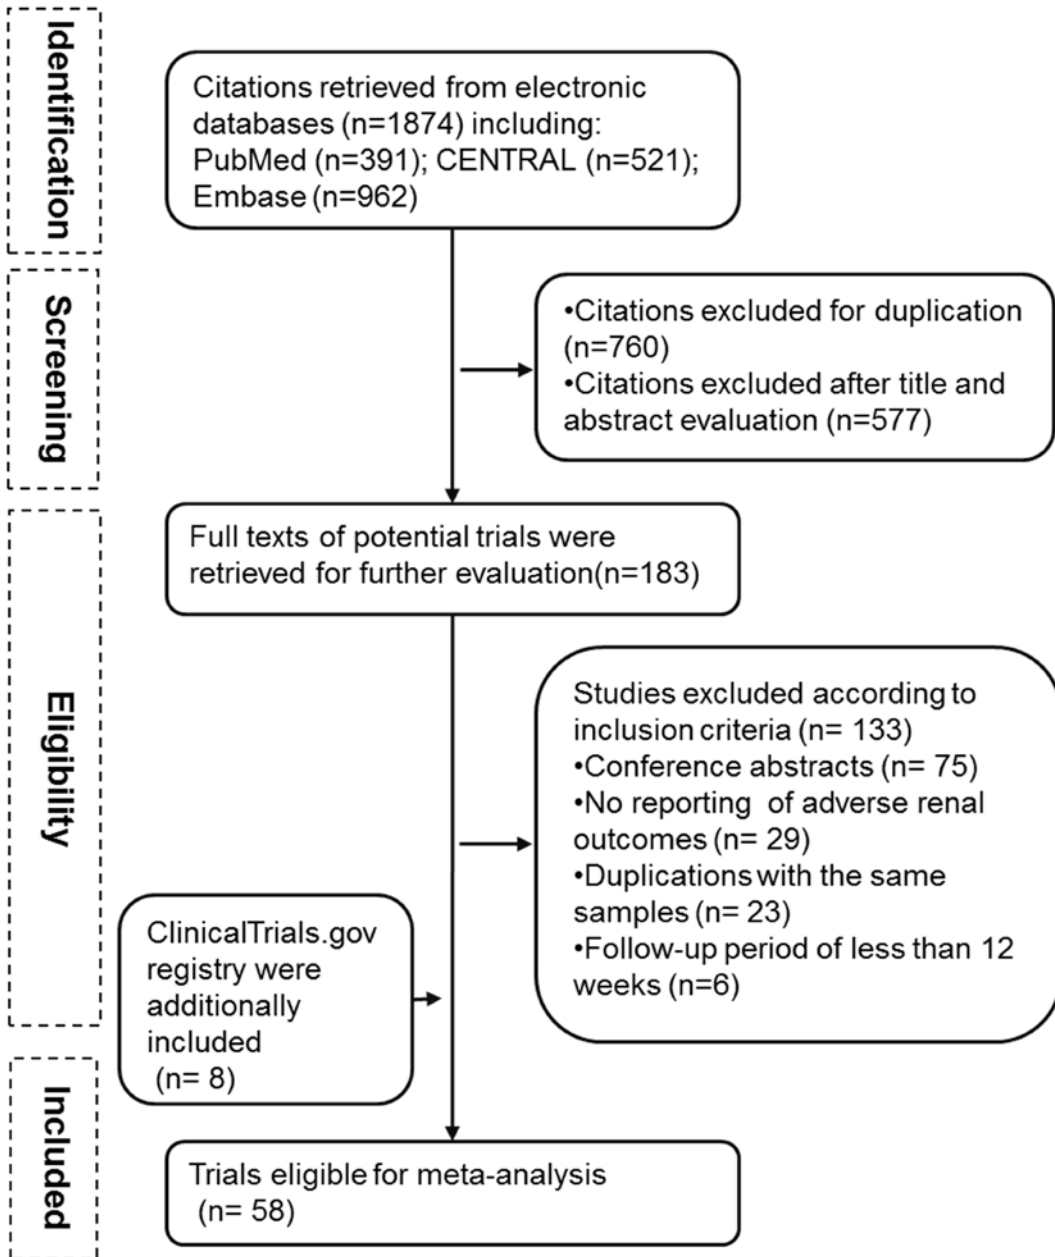 Identification
Citations retrieved from electronic
databases (n=1874) including:
PubMed (n=391); CENTRAL (n=521);
Embase (n=962)
Screening
•Citations excluded for duplication
(n=760)
•Citations excluded after title and
abstract evaluation (n=577)
Eligibility
Full texts of potential trials were
retrieved for further evaluation(n=183)
Studies excluded according to
inclusion criteria (n= 133)
•Conference abstracts (n= 75)
•No reporting of adverse renal
outcomes (n= 29)
•Duplications with the same
samples (n= 23)
•Follow-up period of less than 12
weeks (n=6)
ClinicalTrials.gov
registry were
additionally
included
(n= 8)
Included
Trials eligible for meta-analysis
(n= 58)